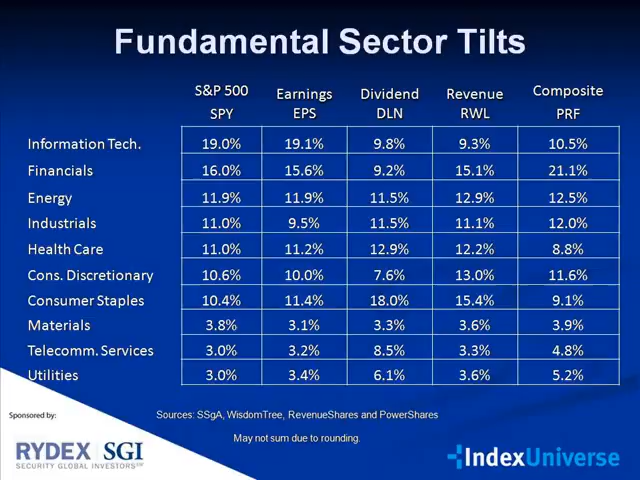 Fundamental Sector Tilts
S&P 500 Earnings Dividend Revenue Composite
SPY EPS DLN RWL PRF
Information Tech. 19.0% 19.1% 9.8% 9.3% 10.5%
Financials 16.0% 15.6% 9.2% 15.1% 21.1%
Energy 11.9% 11.9% 11.5% 12.9% 12.5%
Industrials 11.0% 9.5% 11.5% 11.1% 12.0%
Health Care 11.0% 11.2% 12.9% 12.2% 8.8%
Cons. Discretionary 10.6% 10.0% 7.6% 13.0% 11.6%
Consumer Staples 10.4% 11.4% 18.0% 15.4% 9.1%
Materials 3.8% 3.1% 3.3% 3.6% 3.9%
Telecomm. Services 3.0% 3.2% 8.5% 3.3% 4.8%
Utilities 3.0% 3.4% 6.1% 3.6% 5.2%
Sponsored by:
Sources: SSgA, WisdomTree, RevenueShares and PowerShares
May not sum due to rounding.
RYDEX SGI
SECURITY GLOBAL INVESTORS℠
IndexUniverse